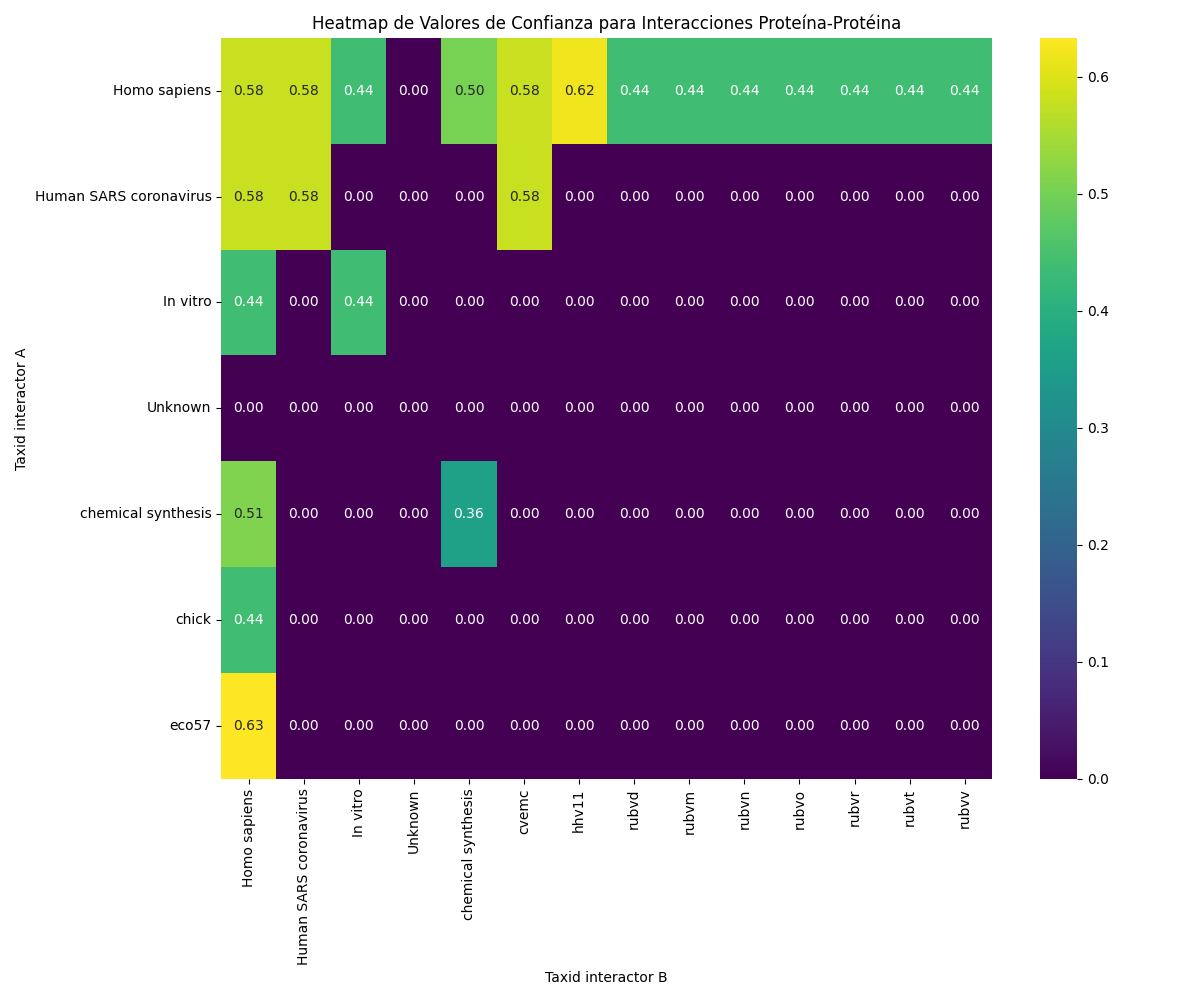 Heatmap de Valores de Confianza para Interacciones Proteína-Protéina
Homo sapiens 0.58 0.58 0.44 0.00 0.50 0.58 0.62 0.44 0.44 0.44 0.44 0.44 0.44 0.44
Human SARS coronavirus 0.58 0.58 0.00 0.00 0.00 0.58 0.00 0.00 0.00 0.00 0.00 0.00 0.00 0.00
In vitro 0.44 0.00 0.44 0.00 0.00 0.00 0.00 0.00 0.00 0.00 0.00 0.00 0.00 0.00
Unknown 0.00 0.00 0.00 0.00 0.00 0.00 0.00 0.00 0.00 0.00 0.00 0.00 0.00 0.00
chemical synthesis 0.51 0.00 0.00 0.00 0.36 0.00 0.00 0.00 0.00 0.00 0.00 0.00 0.00 0.00
chick 0.44 0.00 0.00 0.00 0.00 0.00 0.00 0.00 0.00 0.00 0.00 0.00 0.00 0.00
eco57 0.63 0.00 0.00 0.00 0.00 0.00 0.00 0.00 0.00 0.00 0.00 0.00 0.00 0.00
Taxid interactor A
Homo sapiens
Human SARS coronavirus
In vitro
Unknown
chemical synthesis
cvemc
hhv11
rubvd
rubvm
rubvn
rubvo
rubvr
rubvt
rubvv
Taxid interactor B
0.6
0.5
0.4
0.3
0.2
0.1
0.0